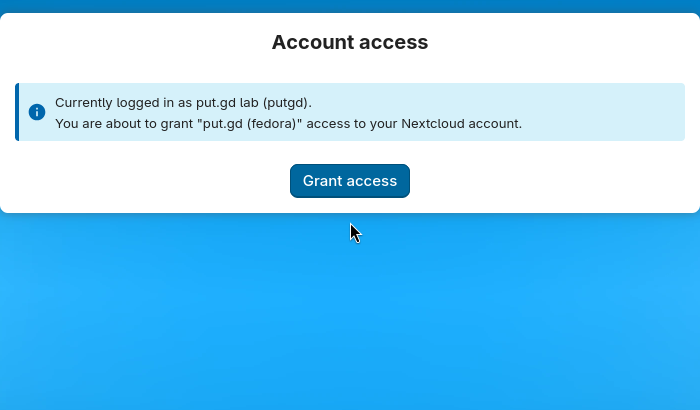 Account access
Currently logged in as put.gd lab (putgd).
You are about to grant "put.gd (fedora)" access to your Nextcloud account.
Grant access